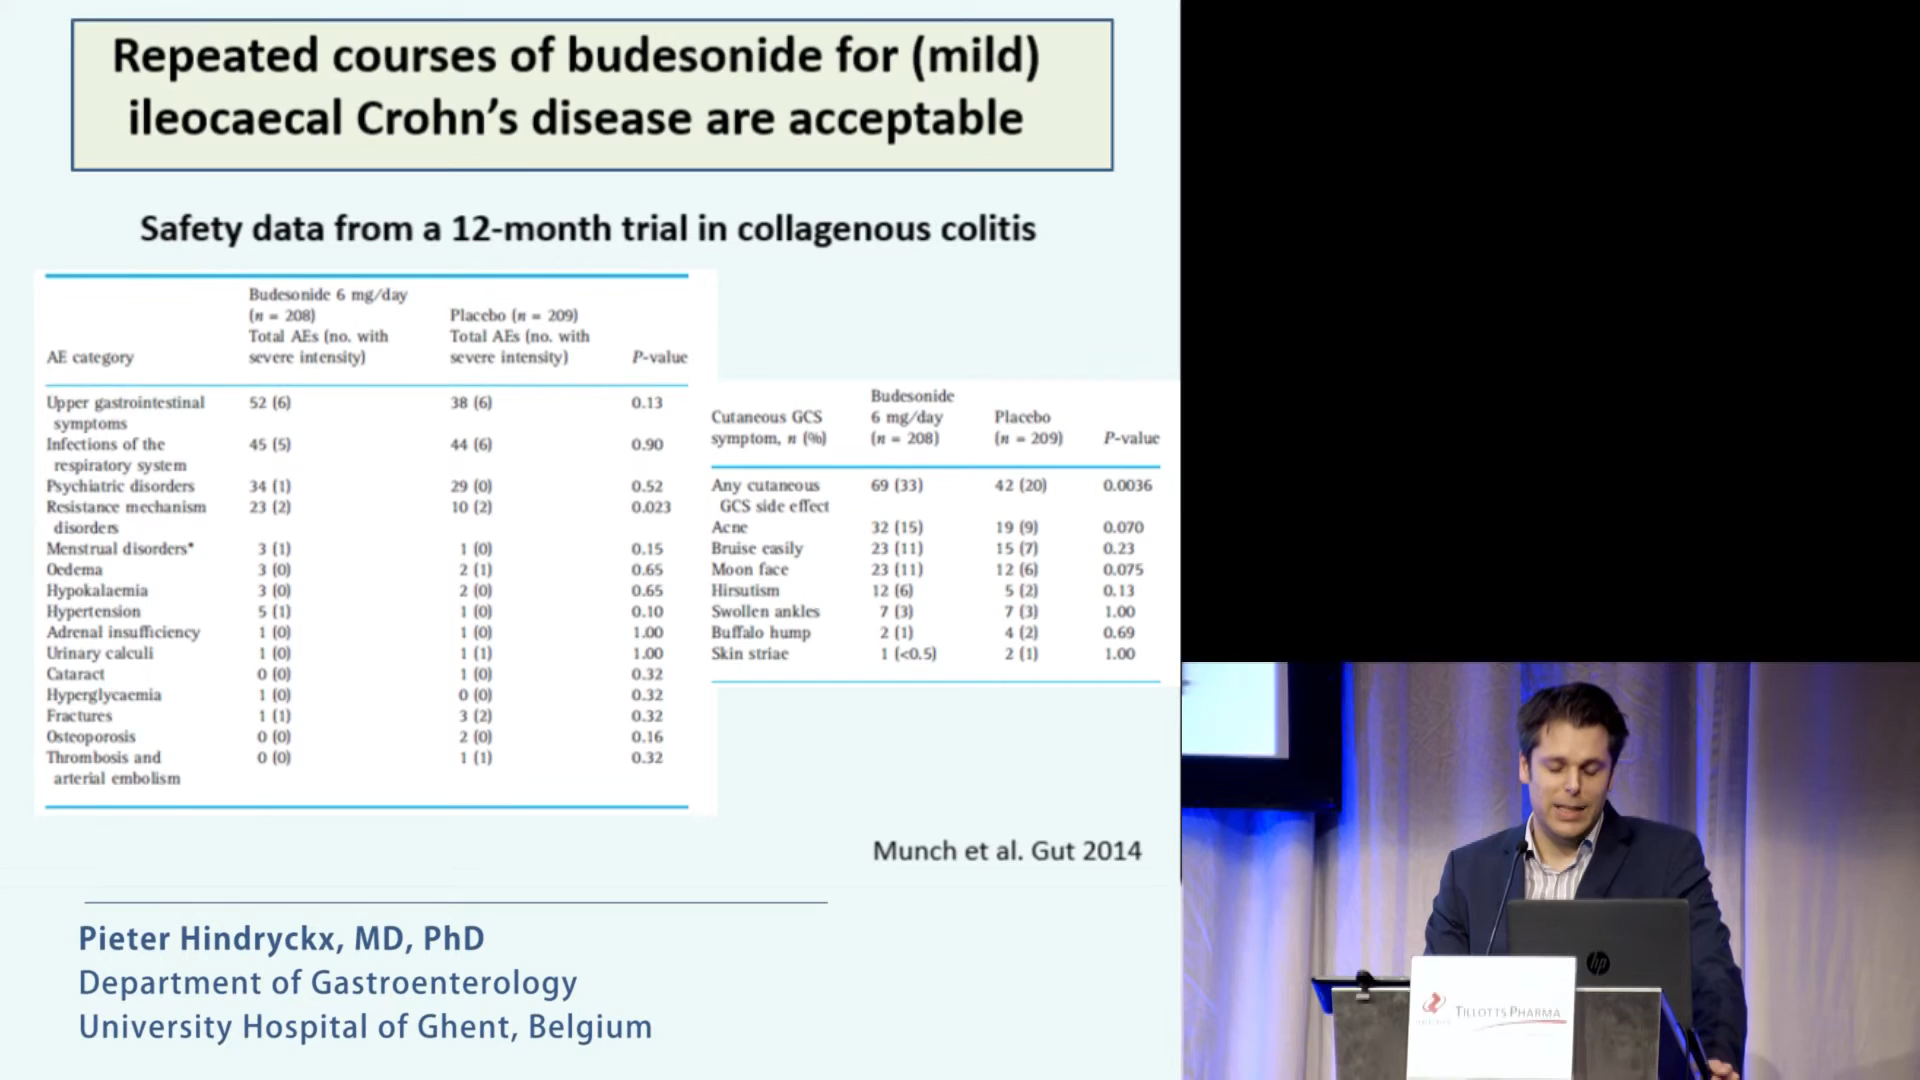 Repeated courses of budesonide for (mild)
ileocaecal Crohn's disease are acceptable
Safety data from a 12-month trial in collagenous colitis
AE category Budesonide 6 mg/day (n = 208) Total AEs (no. with severe intensity) Placebo (n = 209) Total AEs (no. with severe intensity) P-value
Upper gastrointestinal symptoms 52 (6) 38 (6) 0.13
Infections of the respiratory system 45 (5) 44 (6) 0.90
Psychiatric disorders 34 (1) 29 (0) 0.52
Resistance mechanism disorders 23 (2) 10 (2) 0.023
Menstrual disorders* 3 (1) 1 (0) 0.15
Oedema 3 (0) 2 (1) 0.65
Hypokalaemia 3 (0) 2 (0) 0.65
Hypertension 5 (1) 1 (0) 0.10
Adrenal insufficiency 1 (0) 1 (0) 1.00
Urinary calculi 1 (0) 1 (1) 1.00
Cataract 0 (0) 1 (0) 0.32
Hyperglycaemia 1 (0) 0 (0) 0.32
Fractures 1 (1) 3 (2) 0.32
Osteoporosis 0 (0) 2 (0) 0.16
Thrombosis and arterial embolism 0 (0) 1 (1) 0.32
Cutaneous GCS symptom, n (%) Budesonide 6 mg/day (n = 208) Placebo (n = 209) P-value
Any cutaneous GCS side effect 69 (33) 42 (20) 0.0036
Acne 32 (15) 19 (9) 0.070
Bruise easily 23 (11) 15 (7) 0.23
Moon face 23 (11) 12 (6) 0.075
Hirsutism 12 (6) 5 (2) 0.13
Swollen ankles 7 (3) 7 (3) 1.00
Buffalo hump 2 (1) 4 (2) 0.69
Skin striae 1 (<0.5) 2 (1) 1.00
Munch et al. Gut 2014
Pieter Hindryckx, MD, PhD
Department of Gastroenterology
University Hospital of Ghent, Belgium
hp
TILLOTTS PHARMA